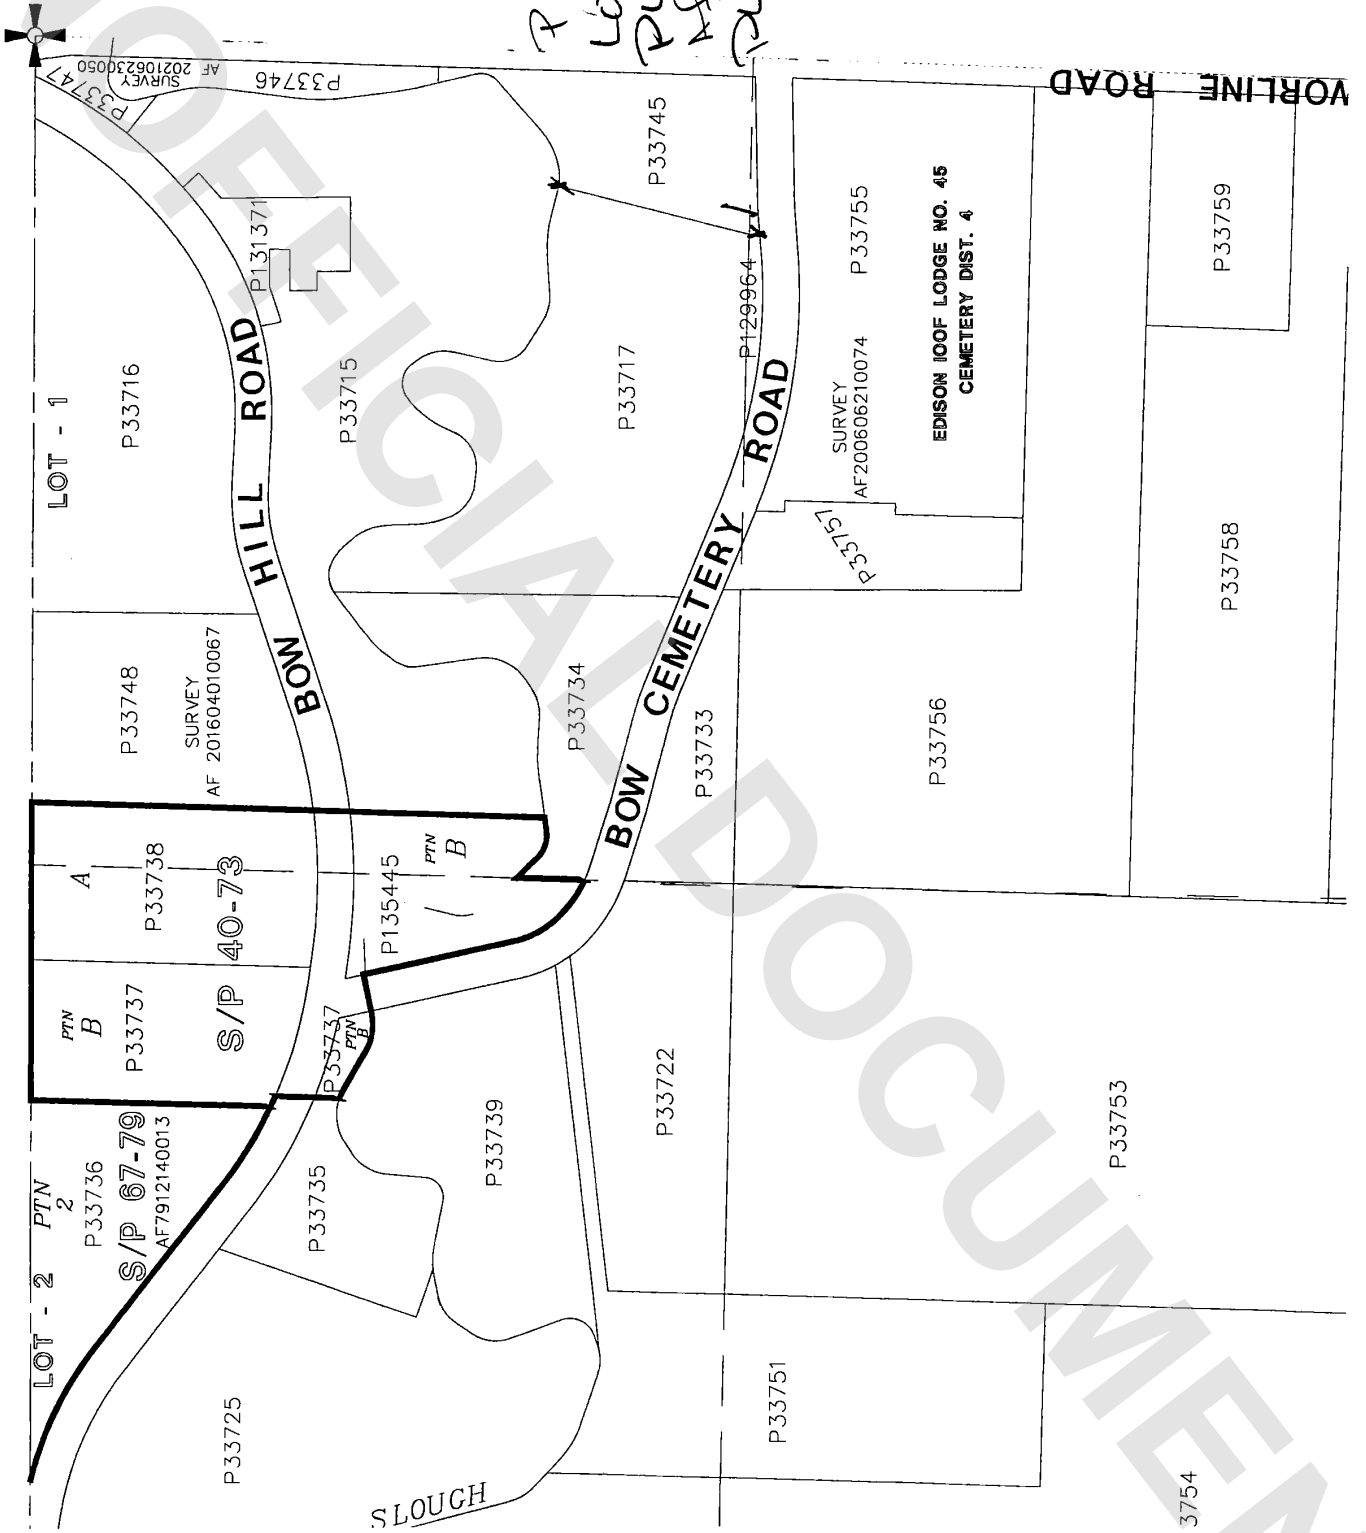 P33747
SURVEY
AF 202106230050
P33746
P33745
WORLINE ROAD
P131371
P33755
EDISON IOOF LODGE NO. 45
CEMETERY DIST. 4
P33759
P129964
LOT - 1
P33716
BOW HILL ROAD
P33715
P33717
SURVEY
AF200606210074
P33757
P33758
BOW CEMETERY ROAD
P33748
SURVEY
AF 201604010067
P33734
P33733
P33756
A
P33738
S/P 40-73
P135445
PTN
B
PTN
B
P33737
P33737
PTN
B
P33722
P33753
LOT - 2
PTN
2
P33736
S/P 67-79
AF7912140013
P33735
P33739
P33725
P33751
SLOUGH
3754
NOFFICIAL DOCUMEN